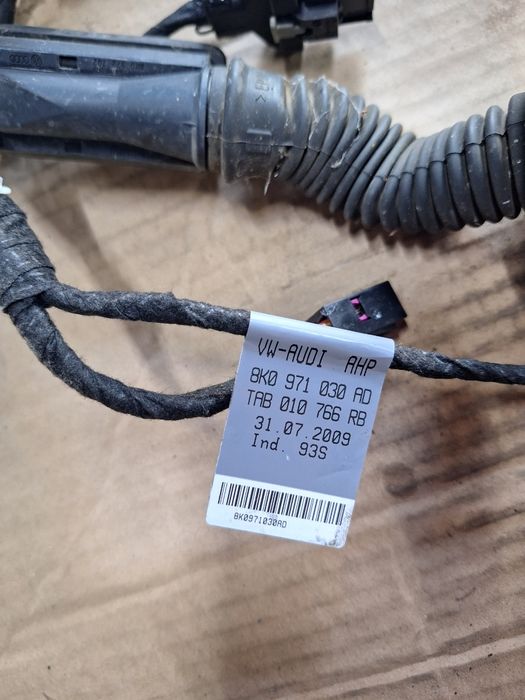 VW-AUDI AHP
8K0 971 030 AD
TAB 010 766 RB
31.07.2009
Ind. 93S
8K0971030AD